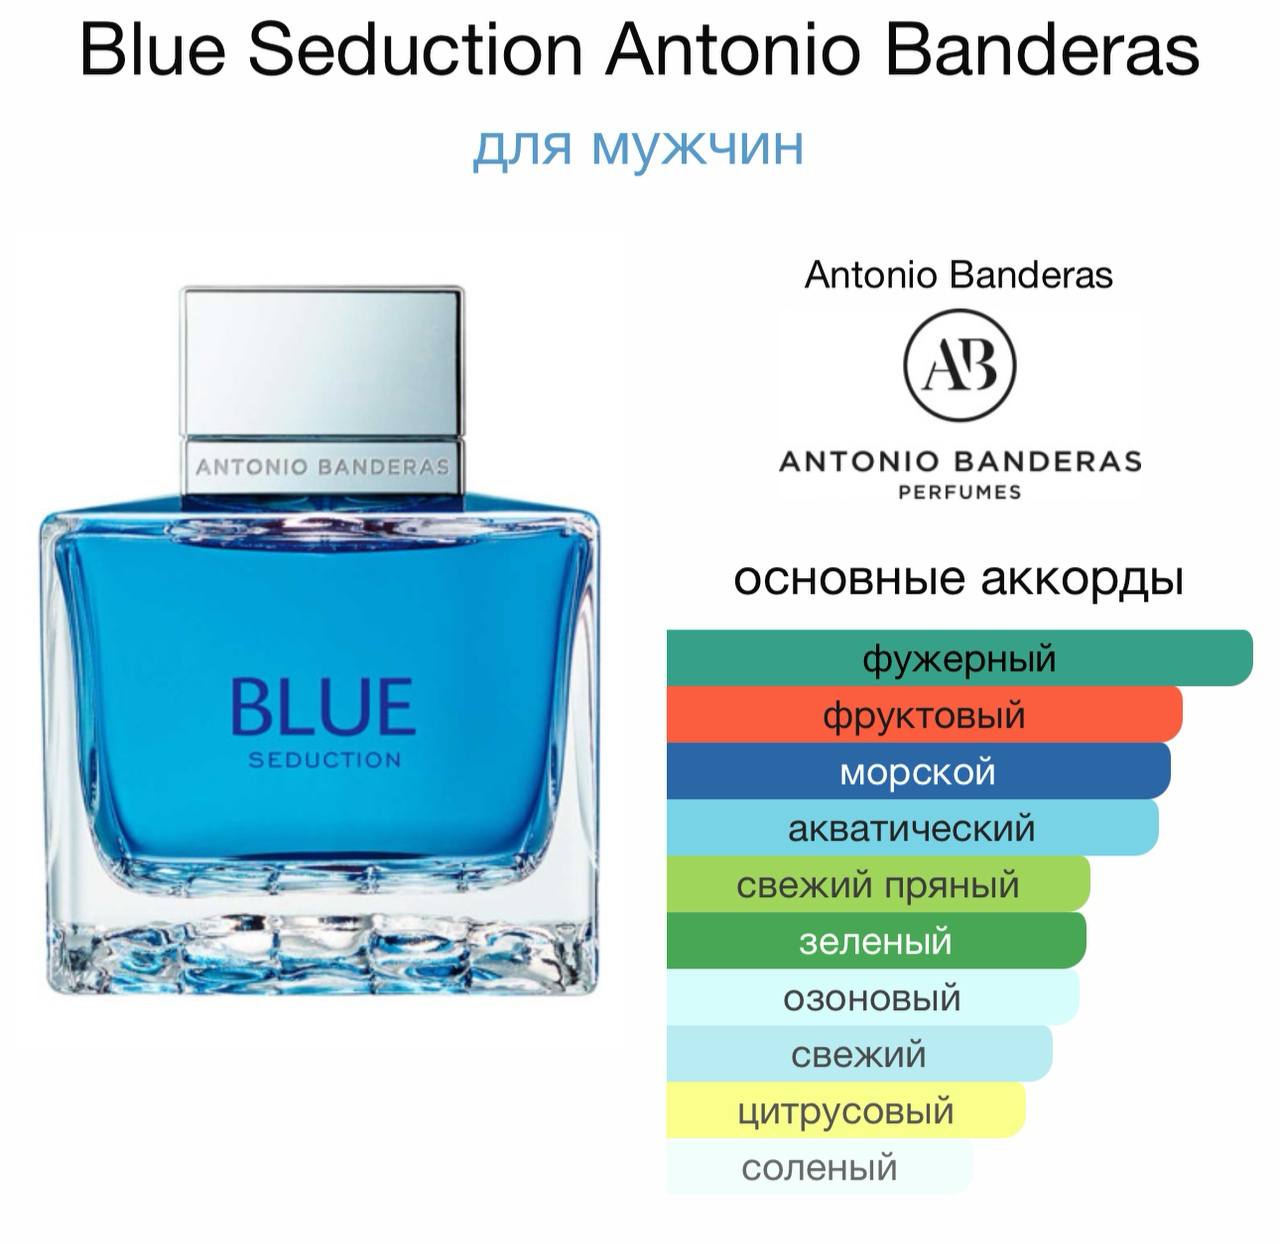 Blue Seduction Antonio Banderas
для мужчин
ANTONIO BANDERAS
BLUE
SEDUCTION
Antonio Banderas
AB
ANTONIO BANDERAS
PERFUMES
основные аккорды
фужерный
фруктовый
морской
акватический
свежий пряный
зеленый
озоновый
свежий
цитрусовый
соленый